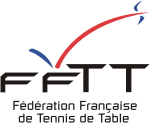 FFTT
Fédération Française
de Tennis de Table